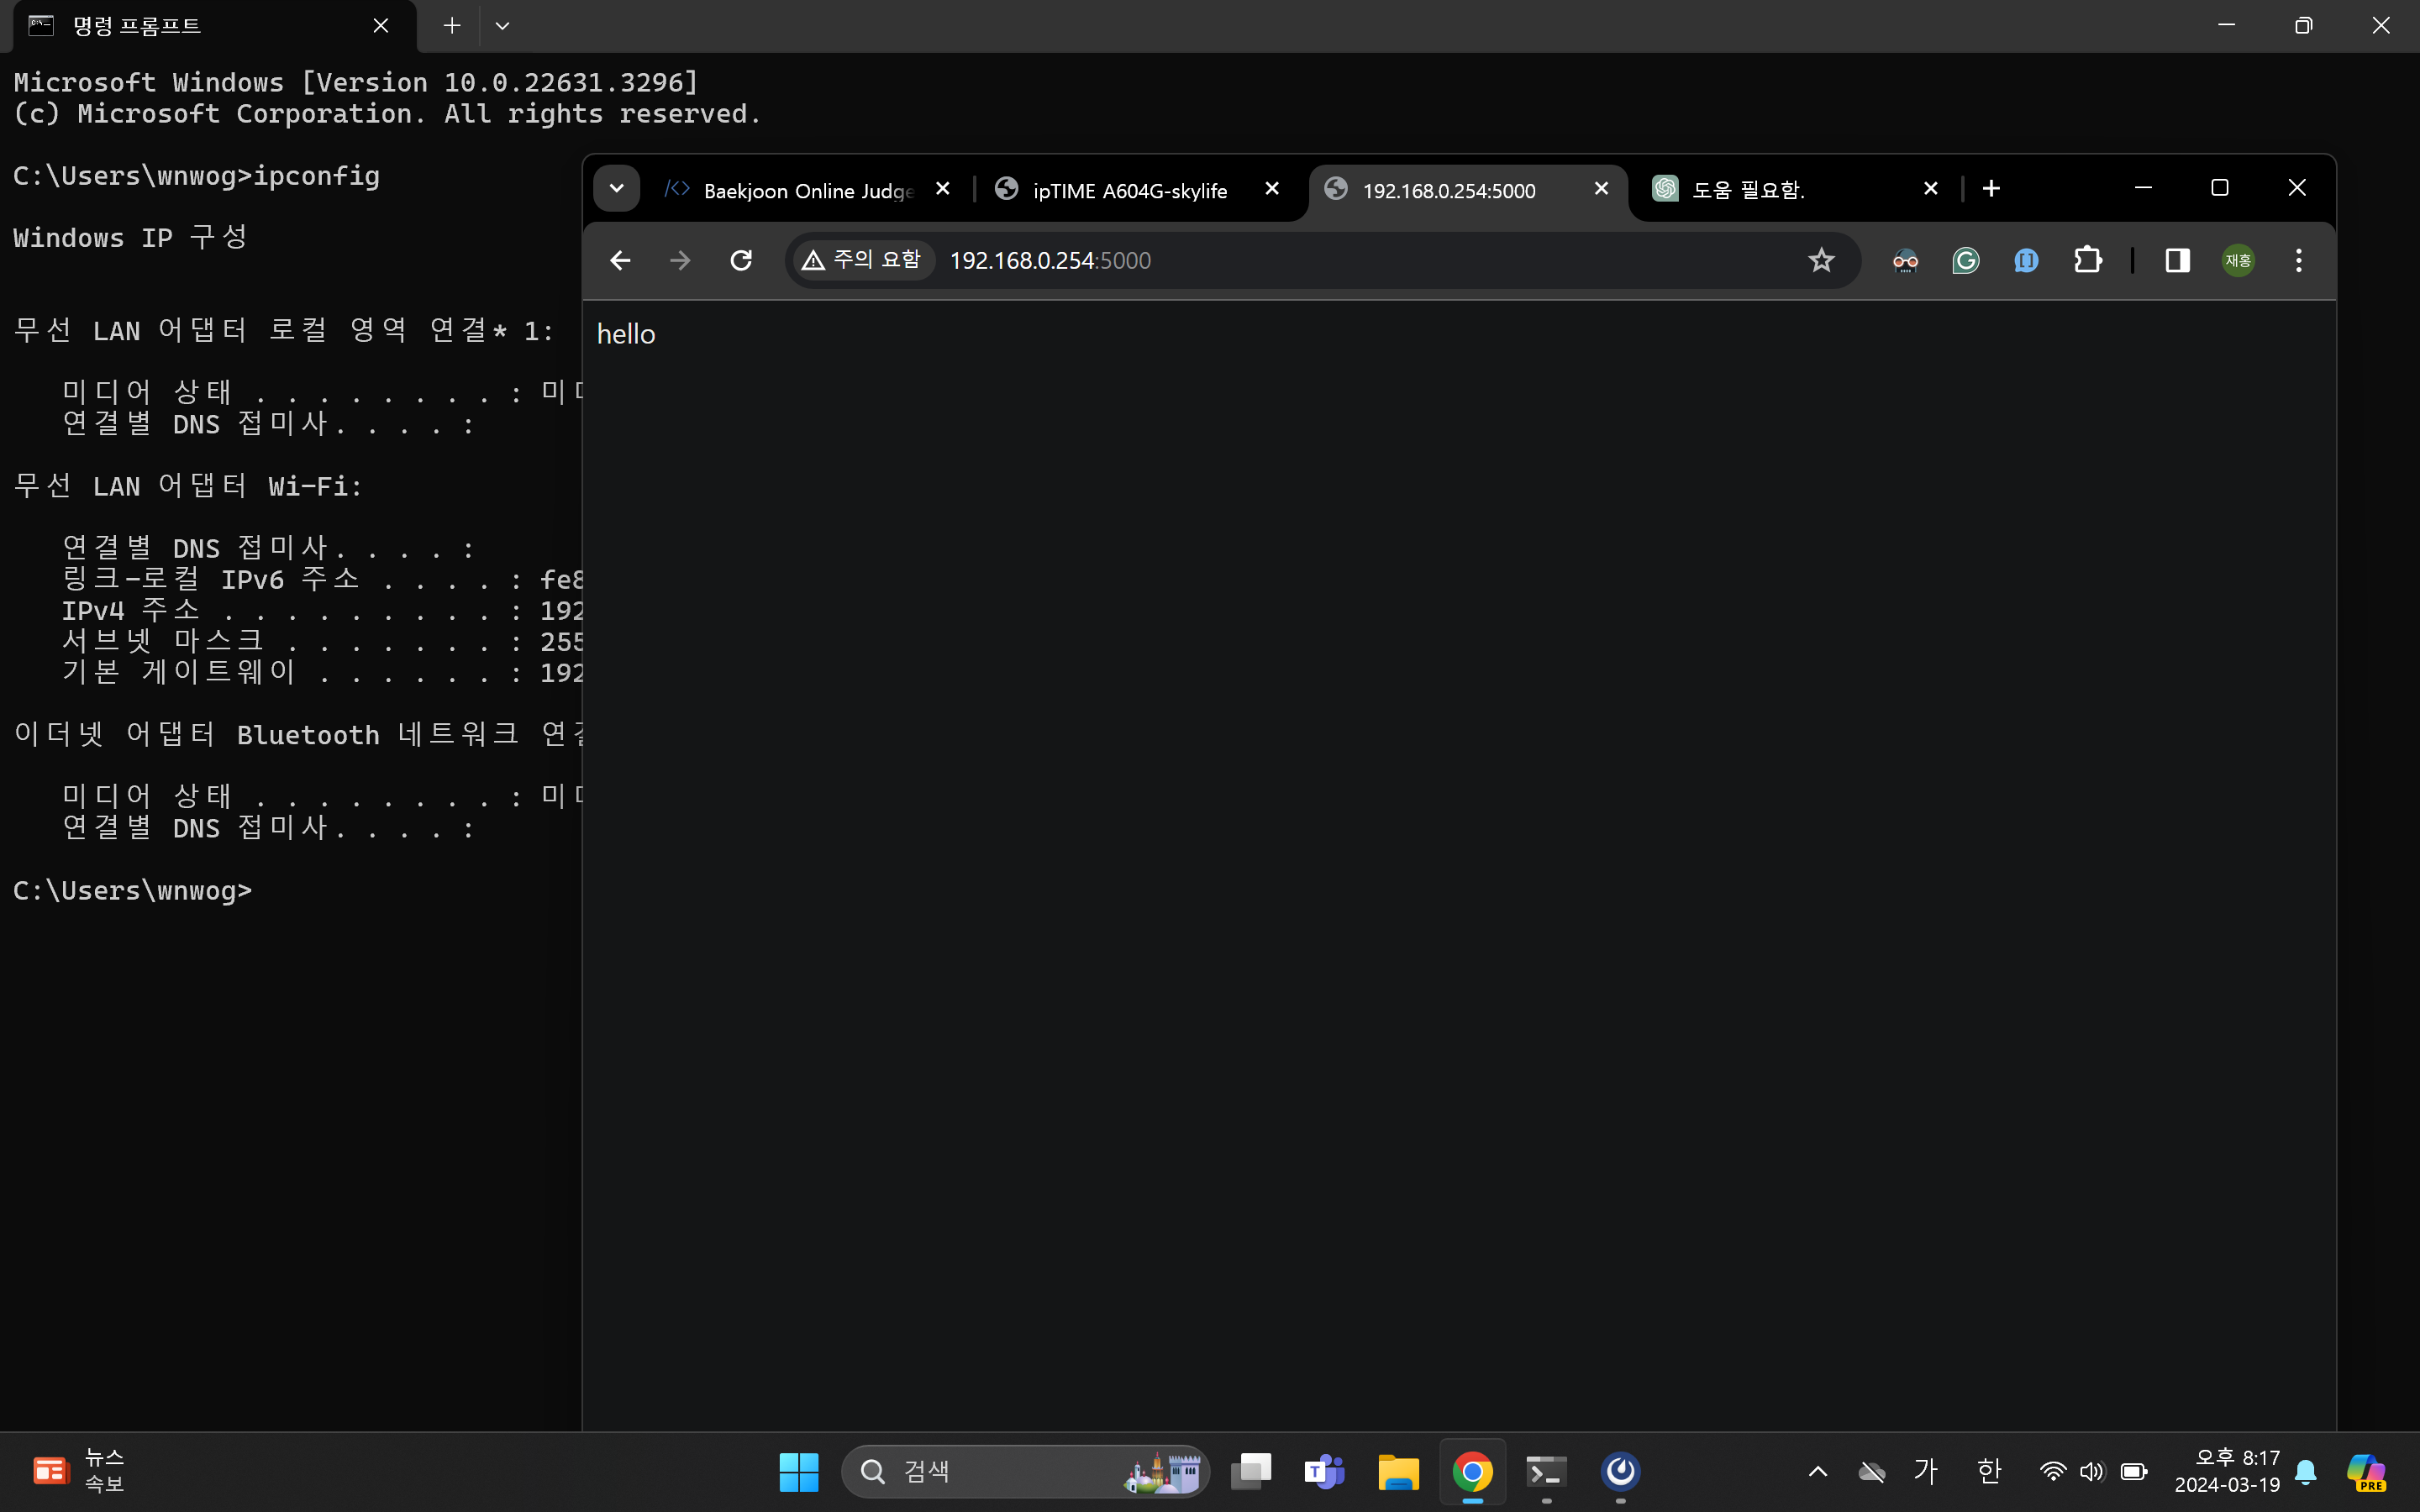 명령 프롬프트
Microsoft Windows [Version 10.0.22631.3296]
(c) Microsoft Corporation. All rights reserved.
C:\Users\wnwog>ipconfig
Windows IP 구성
무선 LAN 어댑터 로컬 영역 연결* 1:
미디어 상태 . . . . . . . . : 미
연결별 DNS 접미사. . . . :
무선 LAN 어댑터 Wi-Fi:
연결별 DNS 접미사. . . . :
링크-로컬 IPv6 주소 . . . . : fe8
IPv4 주소 . . . . . . . . . : 192
서브넷 마스크 . . . . . . . : 255
기본 게이트웨이 . . . . . . : 192
이더넷 어댑터 Bluetooth 네트워크 연
미디어 상태 . . . . . . . . : 미
연결별 DNS 접미사. . . . :
C:\Users\wnwog>
Baekjoon Online Judge
ipTIME A604G-skylife
192.168.0.254:5000
도움 필요함.
주의 요함
192.168.0.254:5000
재홍
hello
뉴스
속보
검색
가
한
오후 8:17
2024-03-19
PRE